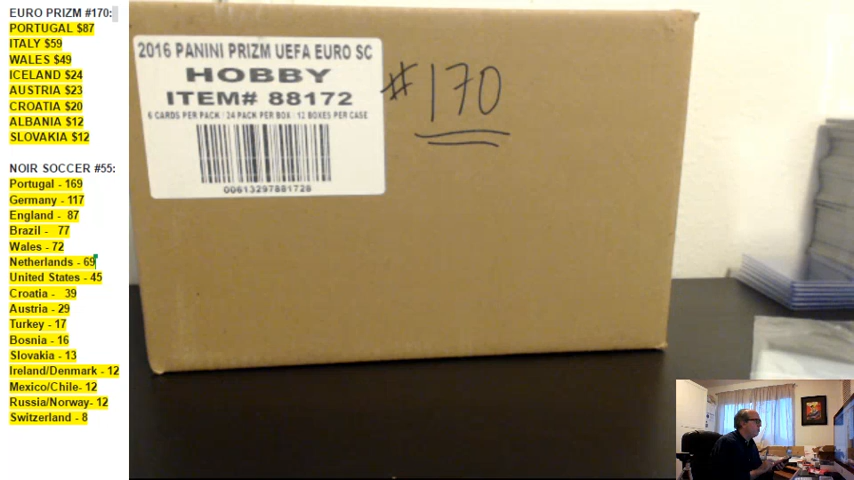 EURO PRIZM #170:
PORTUGAL $87
ITALY $59
WALES $49
ICELAND $24
AUSTRIA $23
CROATIA $20
ALBANIA $12
SLOVAKIA $12
NOIR SOCCER #55:
Portugal - 169
Germany - 117
England - 87
Brazil - 77
Wales - 72
Netherlands - 69
United States - 45
Croatia - 39
Austria - 29
Turkey - 17
Bosnia - 16
Slovakia - 13
Ireland/Denmark - 12
Mexico/Chile- 12
Russia/Norway- 12
Switzerland - 8
2016 PANINI PRIZM UEFA EURO SC
HOBBY
ITEM# 88172
6 CARDS PER PACK / 24 PACK PER BOX / 12 BOXES PER CASE
00613297881728
#170